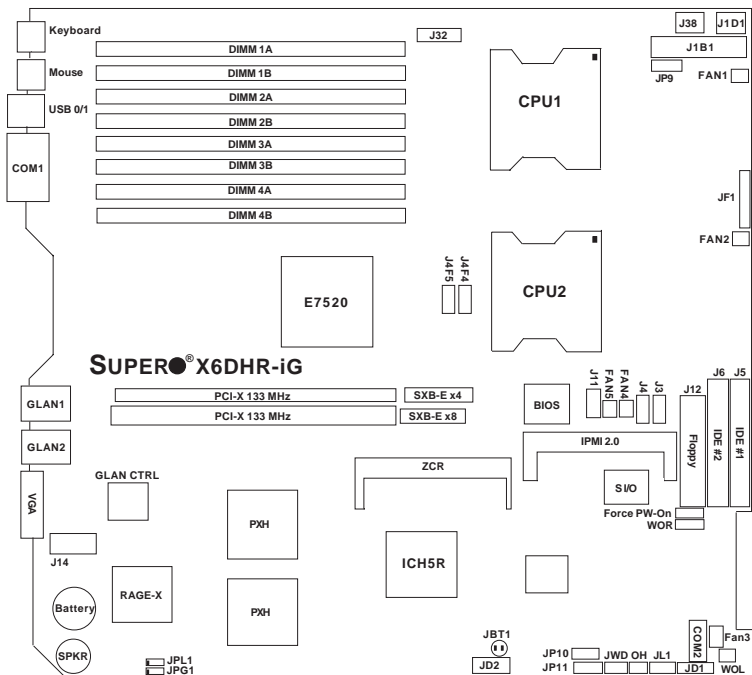 Keyboard
Mouse
USB 0/1
COM1
DIMM 1A
DIMM 1B
DIMM 2A
DIMM 2B
DIMM 3A
DIMM 3B
DIMM 4A
DIMM 4B
J32
CPU1
J38
J1D1
J1B1
JP9
FAN1
JF1
FAN2
E7520
J4F5
J4F4
CPU2
SUPER® X6DHR-iG
GLAN1
GLAN2
VGA
PCI-X 133 MHz
SXB-E x4
PCI-X 133 MHz
SXB-E x8
BIOS
J11
FAN5
FAN4
J4
J3
J12
Floppy
J6
IDE #2
J5
IDE #1
IPMI 2.0
ZCR
S I/O
Force PW-On
WOR
GLAN CTRL
J14
PXH
ICH5R
RAGE-X
PXH
Battery
SPKR
JPL1
JPG1
JBT1
JD2
JP10
JP11
JWD
OH
JL1
JD1
COM2
Fan3
WOL